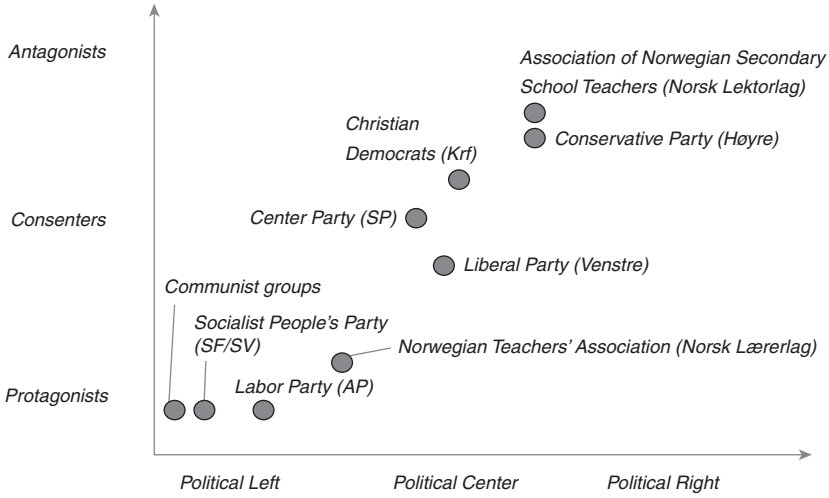 Antagonists
Association of Norwegian Secondary
School Teachers (Norsk Lektorlag)
Christian
Democrats (Krf)
Conservative Party (Høyre)
Consenters
Center Party (SP)
Liberal Party (Venstre)
Communist groups
Socialist People's Party
(SF/SV)
Norwegian Teachers' Association (Norsk Lærerlag)
Labor Party (AP)
Protagonists
Political Left
Political Center
Political Right